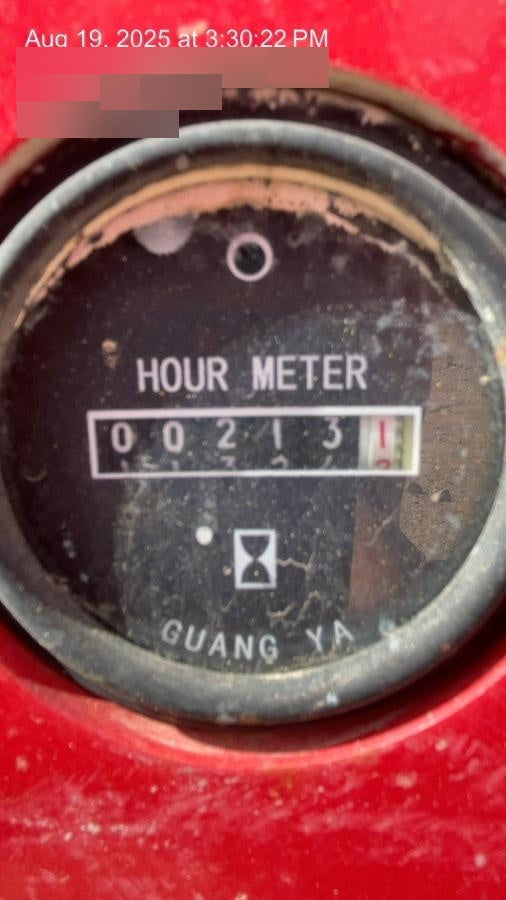 Aug 19, 2025 at 3:30:22 PM
HOUR METER
0 0 2 1 3 1
GUANG YA